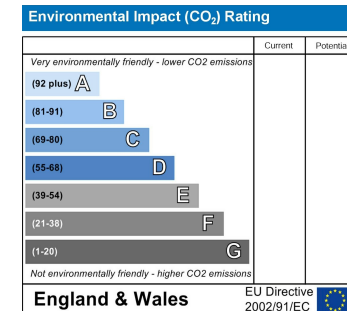 Environmental Impact (CO₂) Rating
Current Potentia
Very environmentally friendly - lower CO2 emissions
(92 plus) A
(81-91) B
(69-80) C
(55-68) D
(39-54) E
(21-38) F
(1-20) G
Not environmentally friendly - higher CO2 emissions
England & Wales
EU Directive
2002/91/EC